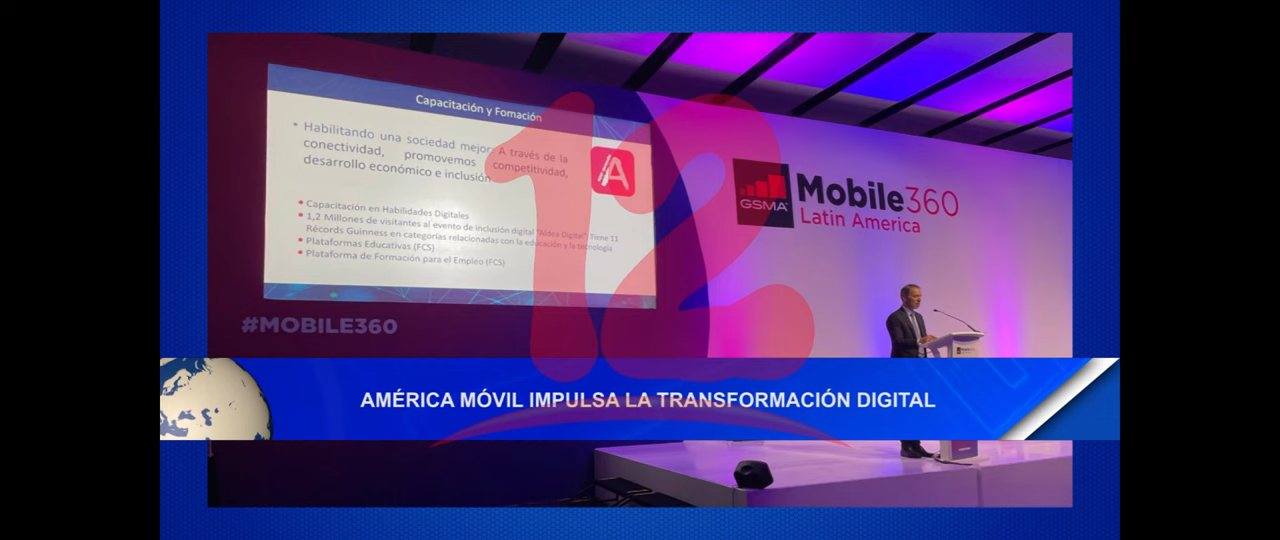 Capacitación y Fomación
• Habilitando una sociedad mejor: A través de la
conectividad, promovemos competitividad,
desarrollo económico e inclusión.
A
• Capacitación en Habilidades Digitales
• 1,2 Millones de visitantes al evento de inclusión digital "Aldea Digital". Tiene 11
Récords Guinness en categorías relacionadas con la educación y la tecnología
• Plataformas Educativas (FCS)
• Plataforma de Formación para el Empleo (FCS)
GSMA
Mobile360
Latin America
12
#MOBILE360
AMÉRICA MÓVIL IMPULSA LA TRANSFORMACIÓN DIGITAL